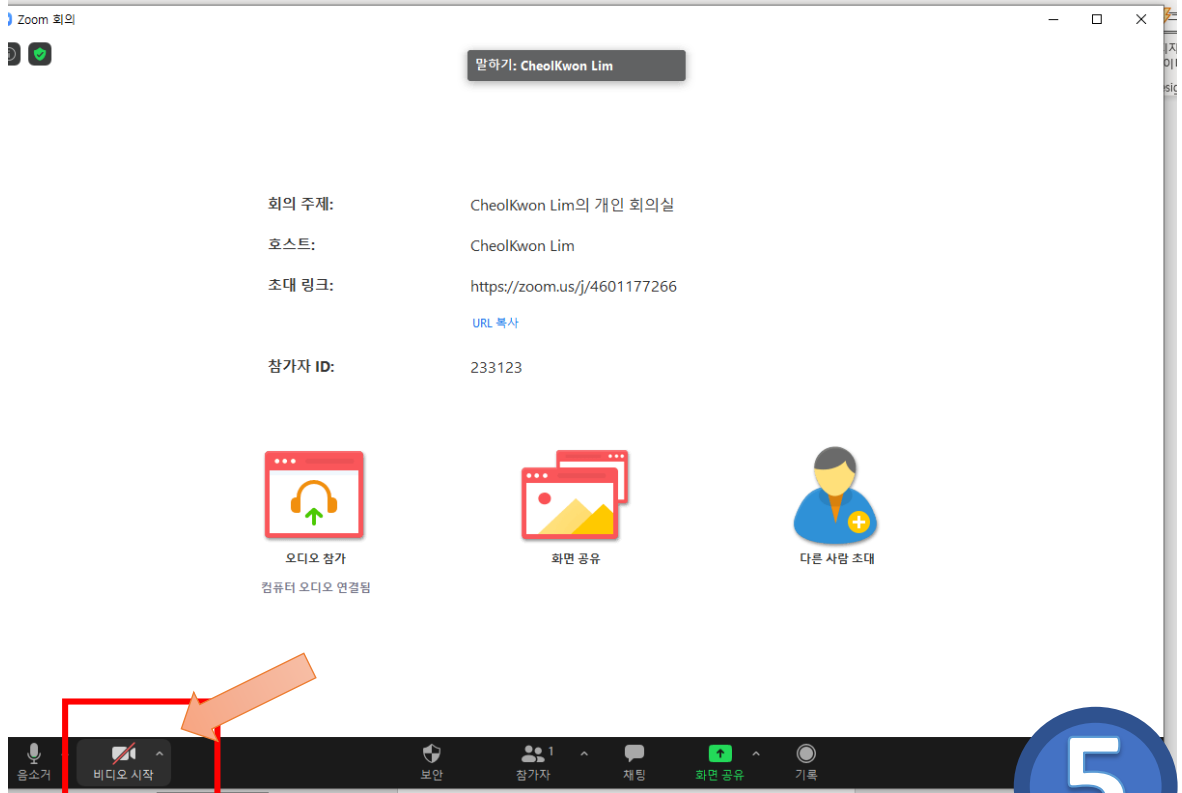 Zoom 회의
말하기: CheolKwon Lim
회의 주제: CheolKwon Lim의 개인 회의실
호스트: CheolKwon Lim
초대 링크: https://zoom.us/j/4601177266
URL 복사
참가자 ID: 233123
오디오 참가 화면 공유 다른 사람 초대
컴퓨터 오디오 연결됨
1
음소거 비디오 시작 보안 참가자 채팅 화면 공유 기록
5